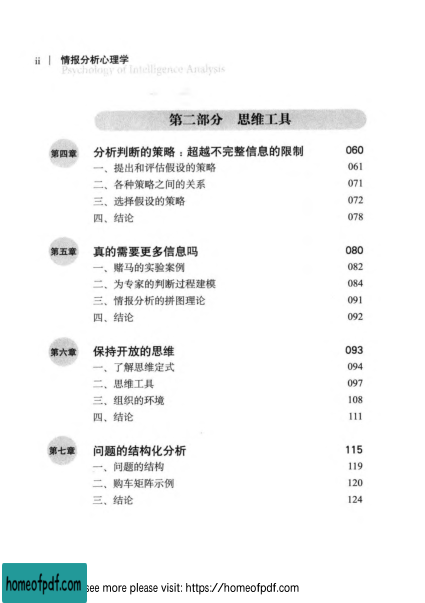 ii | 情报分析心理学
Psychology of Intelligence Analysis
第二部分 思维工具
第四章 分析判断的策略：超越不完整信息的限制 060
一、提出和评估假设的策略 061
二、各种策略之间的关系 071
三、选择假设的策略 072
四、结论 078
第五章 真的需要更多信息吗 080
一、赌马的实验案例 082
二、为专家的判断过程建模 084
三、情报分析的拼图理论 091
四、结论 092
第六章 保持开放的思维 093
一、了解思维定式 094
二、思维工具 097
三、组织的环境 108
四、结论 111
第七章 问题的结构化分析 115
一、问题的结构 119
二、购车矩阵示例 120
三、结论 124
homeofpdf.com see more please visit: https://homeofpdf.com